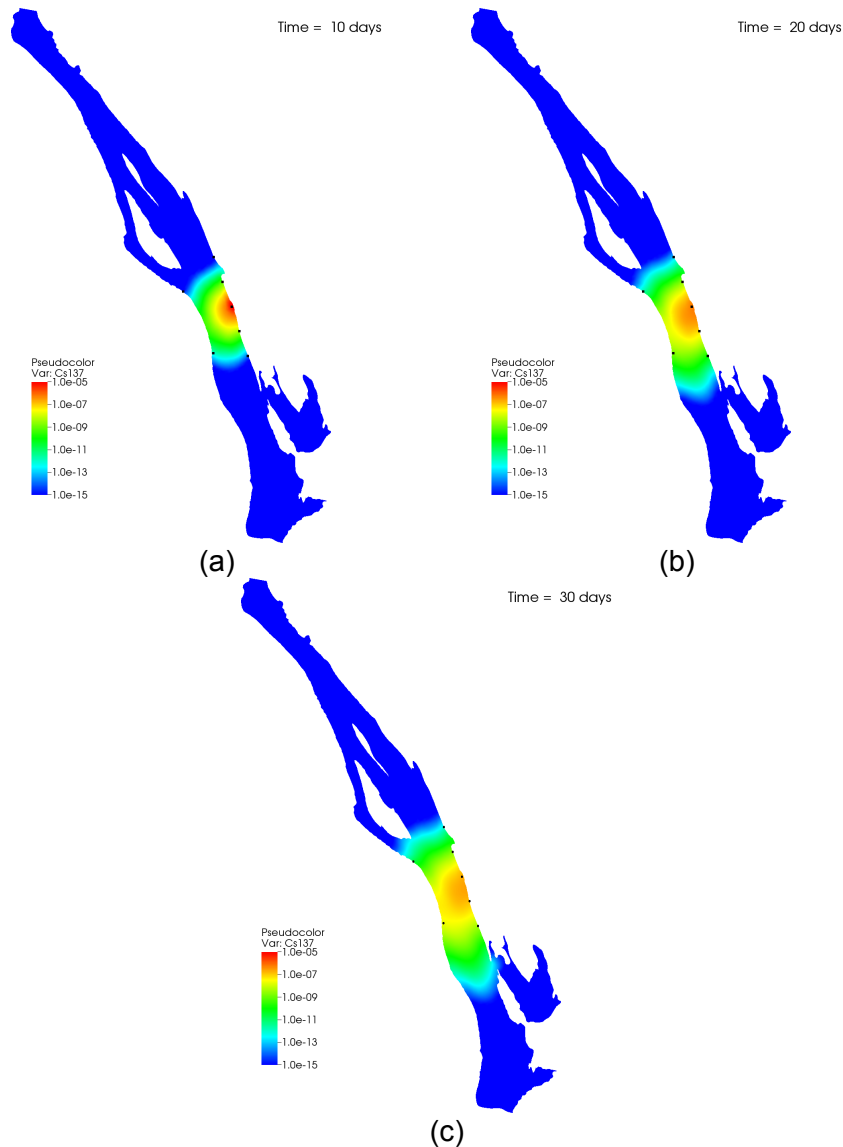 Time = 10 days
Pseudocolor
Var: Cs137
1.0e-05
1.0e-07
1.0e-09
1.0e-11
1.0e-13
1.0e-15
(a)
Time = 20 days
Pseudocolor
Var: Cs137
1.0e-05
1.0e-07
1.0e-09
1.0e-11
1.0e-13
1.0e-15
(b)
Time = 30 days
Pseudocolor
Var: Cs137
1.0e-05
1.0e-07
1.0e-09
1.0e-11
1.0e-13
1.0e-15
(c)